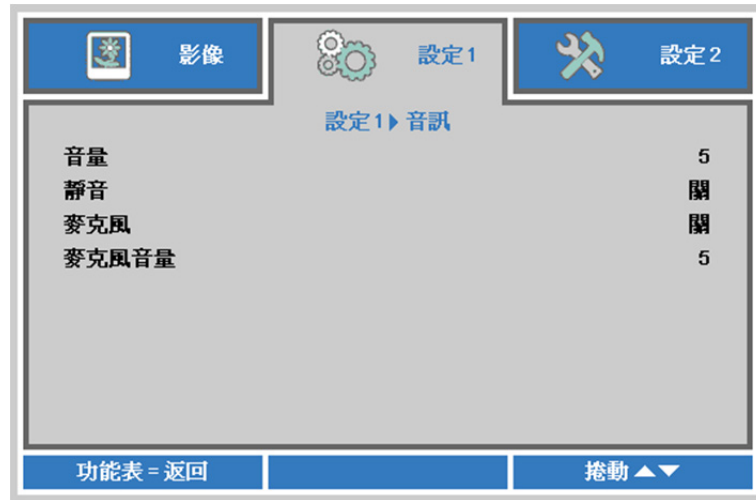 影像 設定1 設定2
設定1▶音訊
音量 5
靜音 關
麥克風 關
麥克風音量 5
功能表=返回 捲動▲▼